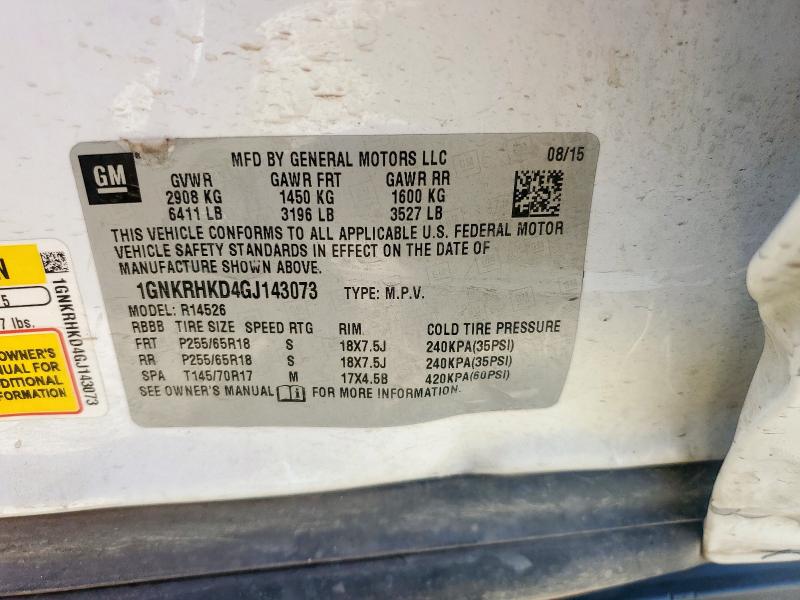 GM
MFD BY GENERAL MOTORS LLC 08/15
GVWR GAWR FRT GAWR RR
2908 KG 1450 KG 1600 KG
6411 LB 3196 LB 3527 LB
THIS VEHICLE CONFORMS TO ALL APPLICABLE U.S. FEDERAL MOTOR
VEHICLE SAFETY STANDARDS IN EFFECT ON THE DATE OF
MANUFACTURE SHOWN ABOVE.
1GNKRHKD4GJ143073 TYPE: M.P.V.
MODEL: R14526
RBBB TIRE SIZE SPEED RTG RIM COLD TIRE PRESSURE
FRT P255/65R18 S 18X7.5J 240KPA(35PSI)
RR P255/65R18 S 18X7.5J 240KPA(35PSI)
SPA T145/70R17 M 17X4.5B 420KPA(60PSI)
SEE OWNER'S MANUAL FOR MORE INFORMATION.
N
5
7 lbs.
OWNER'S
NUAL FOR
DITIONAL
FORMATION
1GNKRHKD4GJ143073